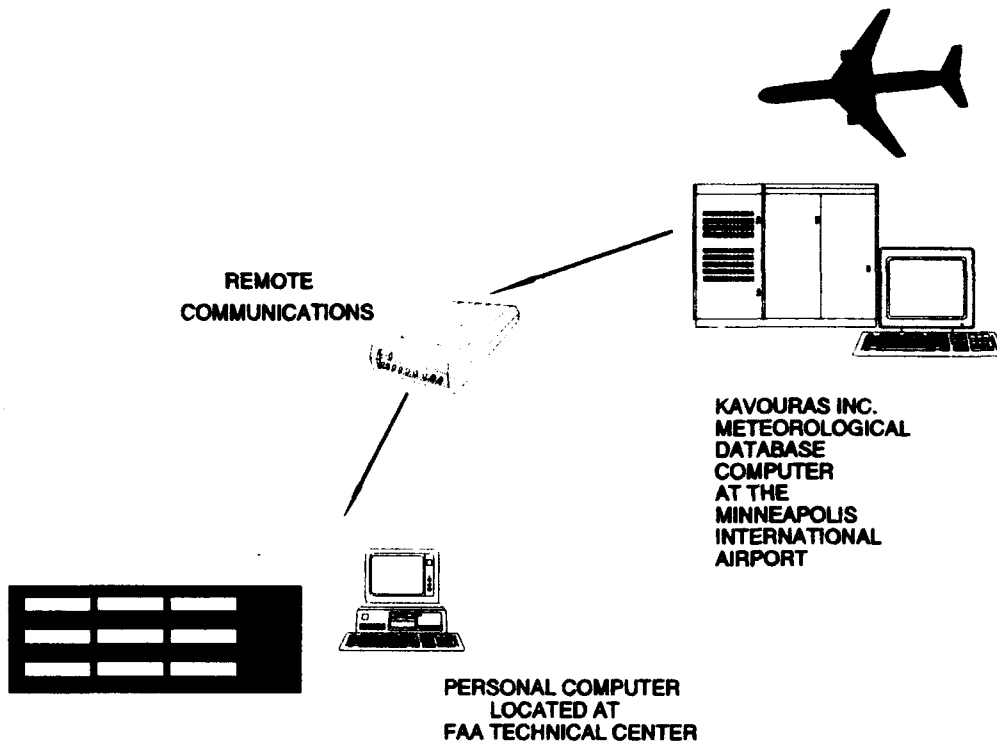 REMOTE
COMMUNICATIONS
KAVOURAS INC.
METEOROLOGICAL
DATABASE
COMPUTER
AT THE
MINNEAPOLIS
INTERNATIONAL
AIRPORT
PERSONAL COMPUTER
LOCATED AT
FAA TECHNICAL CENTER